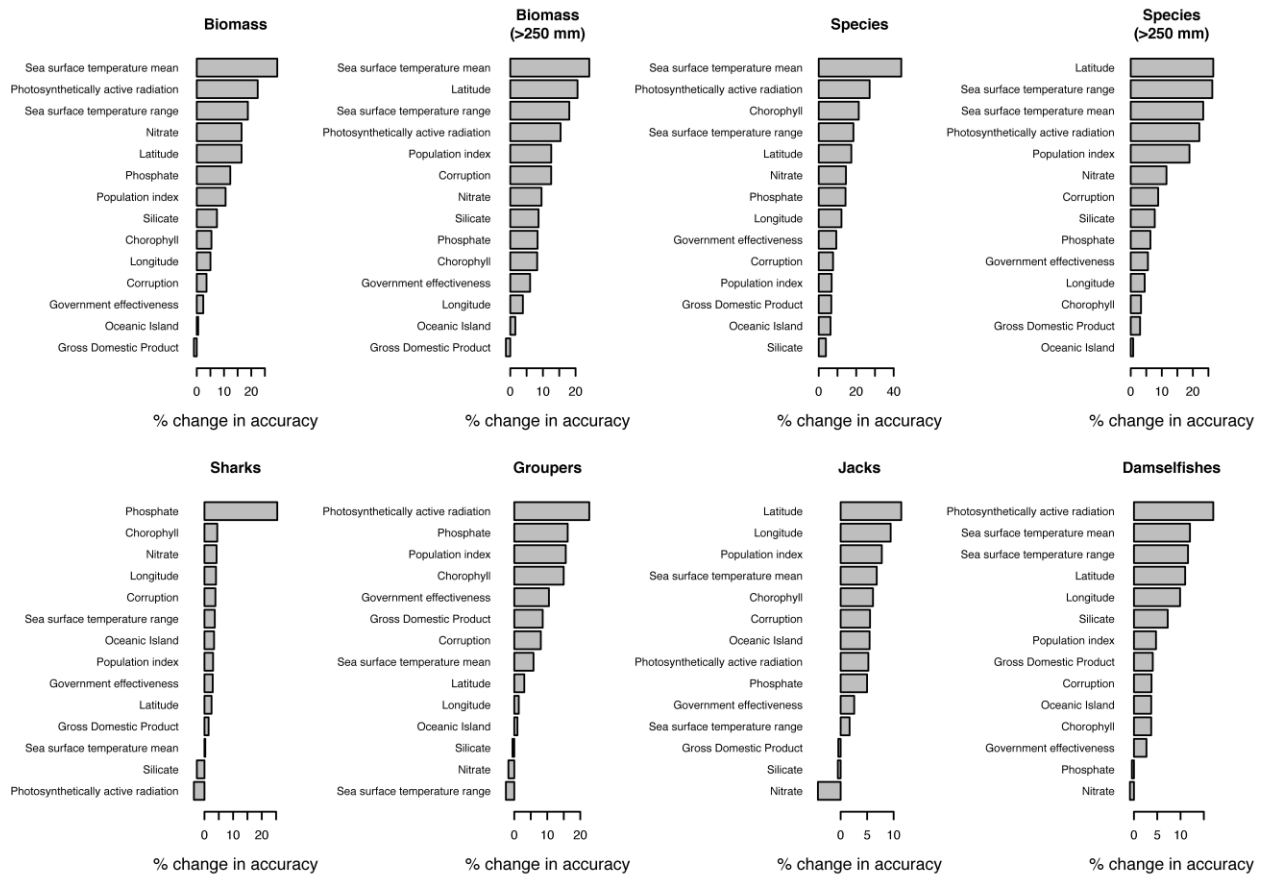 Biomass
Sea surface temperature mean
Photosynthetically active radiation
Sea surface temperature range
Nitrate
Latitude
Phosphate
Population index
Silicate
Chorophyll
Longitude
Corruption
Government effectiveness
Oceanic Island
Gross Domestic Product
0 10 20
% change in accuracy
Biomass
(>250 mm)
Sea surface temperature mean
Latitude
Sea surface temperature range
Photosynthetically active radiation
Population index
Corruption
Nitrate
Silicate
Phosphate
Chorophyll
Government effectiveness
Longitude
Oceanic Island
Gross Domestic Product
0 10 20
% change in accuracy
Species
Sea surface temperature mean
Photosynthetically active radiation
Chorophyll
Sea surface temperature range
Latitude
Nitrate
Phosphate
Longitude
Government effectiveness
Corruption
Population index
Gross Domestic Product
Oceanic Island
Silicate
0 20 40
% change in accuracy
Species
(>250 mm)
Latitude
Sea surface temperature range
Sea surface temperature mean
Photosynthetically active radiation
Population index
Nitrate
Corruption
Silicate
Phosphate
Government effectiveness
Longitude
Chorophyll
Gross Domestic Product
Oceanic Island
0 10 20
% change in accuracy
Sharks
Phosphate
Chorophyll
Nitrate
Longitude
Corruption
Sea surface temperature range
Oceanic Island
Population index
Government effectiveness
Latitude
Gross Domestic Product
Sea surface temperature mean
Silicate
Photosynthetically active radiation
0 10 20
% change in accuracy
Groupers
Photosynthetically active radiation
Phosphate
Population index
Chorophyll
Government effectiveness
Gross Domestic Product
Corruption
Sea surface temperature mean
Latitude
Longitude
Oceanic Island
Silicate
Nitrate
Sea surface temperature range
0 10 20
% change in accuracy
Jacks
Latitude
Longitude
Population index
Sea surface temperature mean
Chorophyll
Corruption
Oceanic Island
Photosynthetically active radiation
Phosphate
Government effectiveness
Sea surface temperature range
Gross Domestic Product
Silicate
Nitrate
0 5 10
% change in accuracy
Damselfishes
Photosynthetically active radiation
Sea surface temperature mean
Sea surface temperature range
Latitude
Longitude
Silicate
Population index
Gross Domestic Product
Corruption
Oceanic Island
Chorophyll
Government effectiveness
Phosphate
Nitrate
0 5 10
% change in accuracy